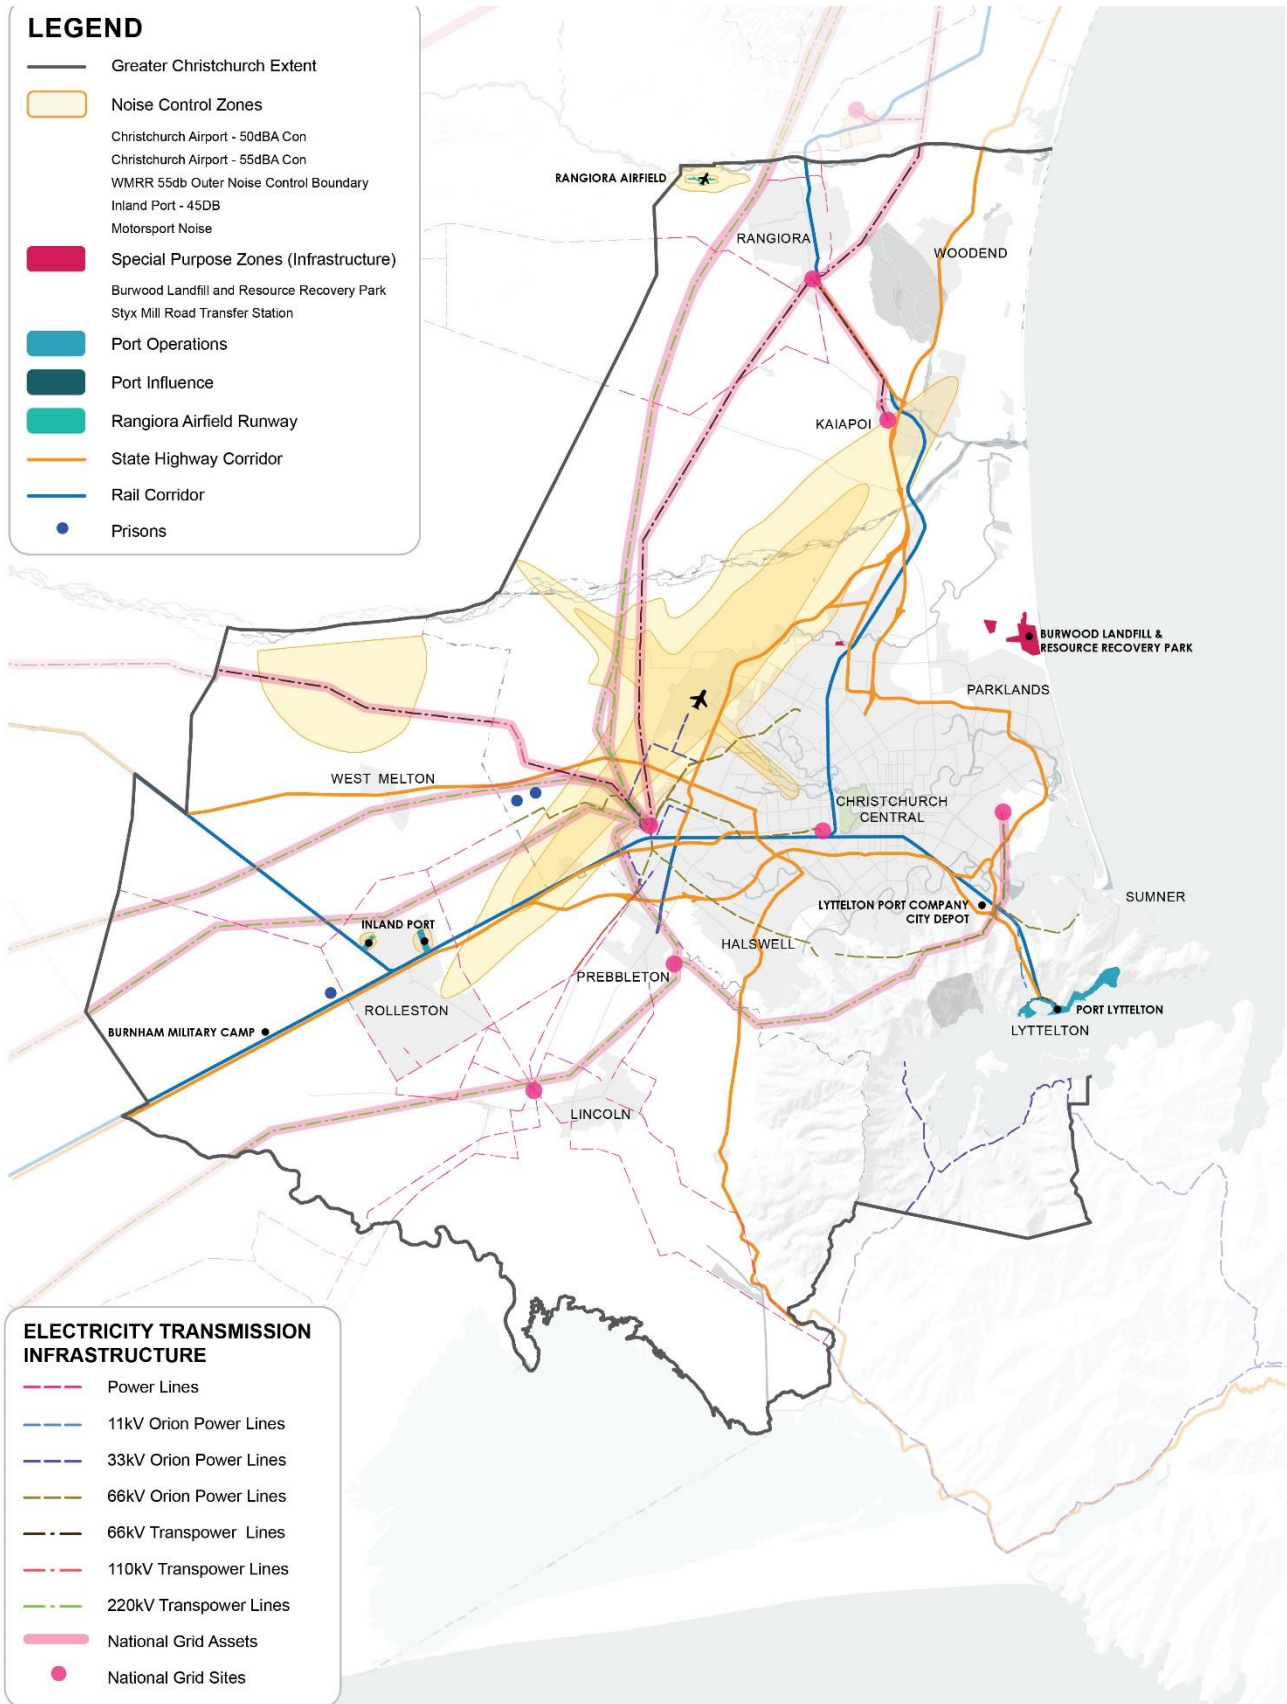 LEGEND
Greater Christchurch Extent
Noise Control Zones
Christchurch Airport - 50dBA Con
Christchurch Airport - 55dBA Con
WMRR 55db Outer Noise Control Boundary
Inland Port - 45DB
Motorsport Noise
Special Purpose Zones (Infrastructure)
Burwood Landfill and Resource Recovery Park
Styx Mill Road Transfer Station
Port Operations
Port Influence
Rangiora Airfield Runway
State Highway Corridor
Rail Corridor
Prisons
RANGIORA AIRFIELD
RANGIORA
WOODEND
KAIAPOI
BURWOOD LANDFILL &
RESOURCE RECOVERY PARK
PARKLANDS
WEST MELTON
CHRISTCHURCH
CENTRAL
SUMNER
LYTTELTON PORT COMPANY
CITY DEPOT
INLAND PORT
HALSWELL
PREBBLETON
ROLLESTON
PORT LYTTELTON
BURNHAM MILITARY CAMP
LYTTELTON
LINCOLN
ELECTRICITY TRANSMISSION
INFRASTRUCTURE
Power Lines
11kV Orion Power Lines
33kV Orion Power Lines
66kV Orion Power Lines
66kV Transpower Lines
110kV Transpower Lines
220kV Transpower Lines
National Grid Assets
National Grid Sites